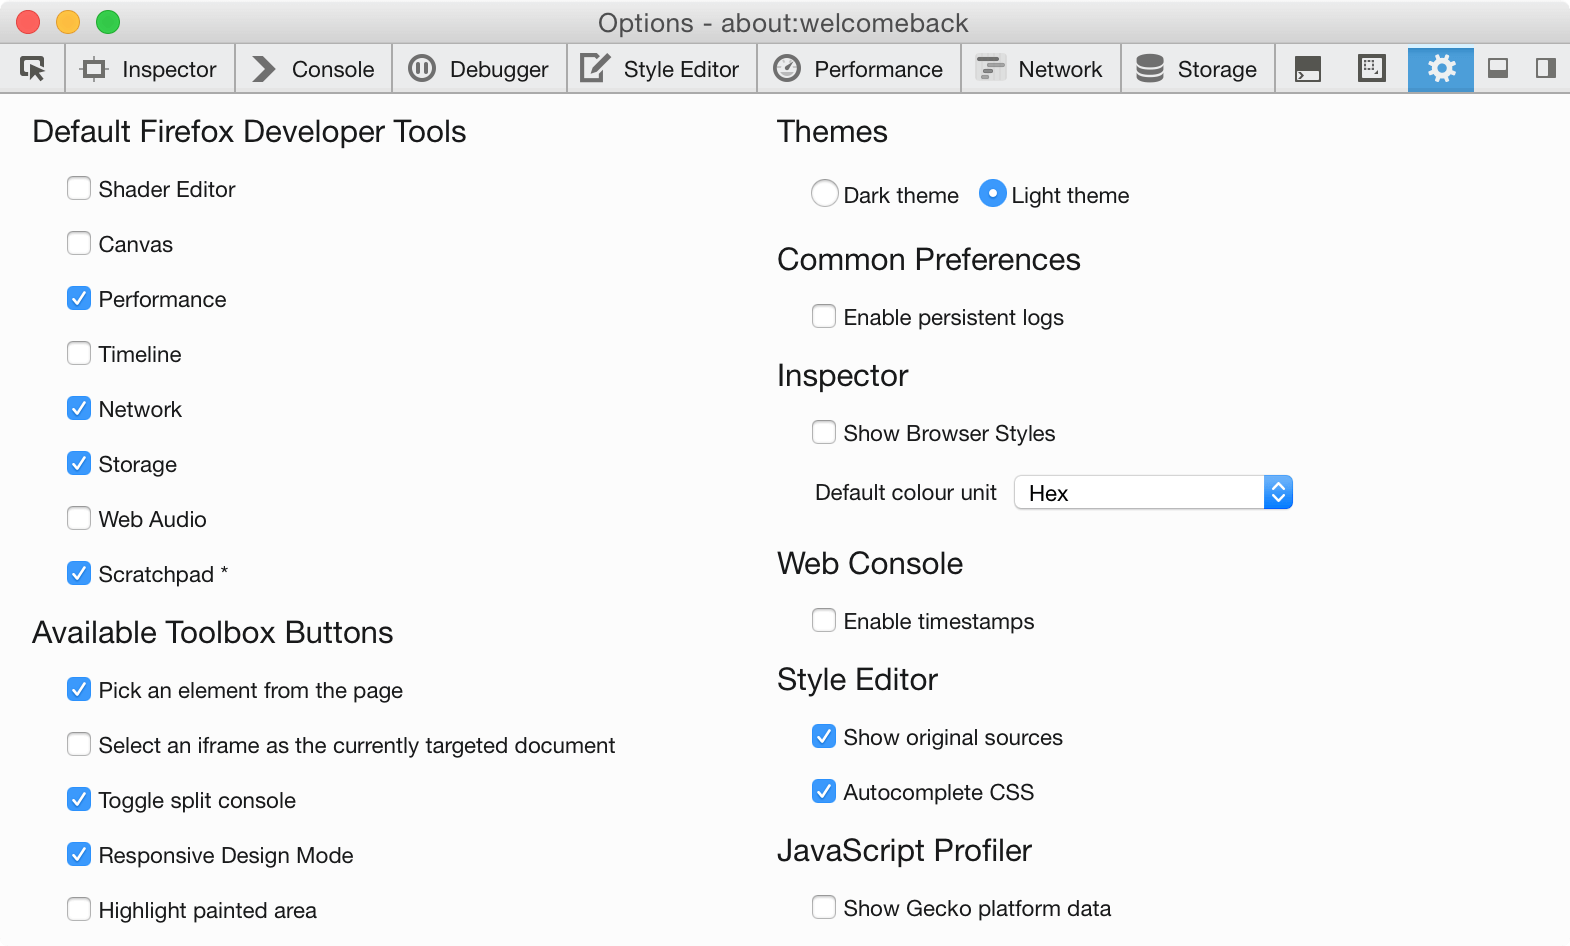 Options - about:welcomeback
Inspector Console Debugger Style Editor Performance Network Storage
Default Firefox Developer Tools
Shader Editor
Canvas
Performance
Timeline
Network
Storage
Web Audio
Scratchpad *
Available Toolbox Buttons
Pick an element from the page
Select an iframe as the currently targeted document
Toggle split console
Responsive Design Mode
Highlight painted area
Themes
Dark theme Light theme
Common Preferences
Enable persistent logs
Inspector
Show Browser Styles
Default colour unit Hex
Web Console
Enable timestamps
Style Editor
Show original sources
Autocomplete CSS
JavaScript Profiler
Show Gecko platform data